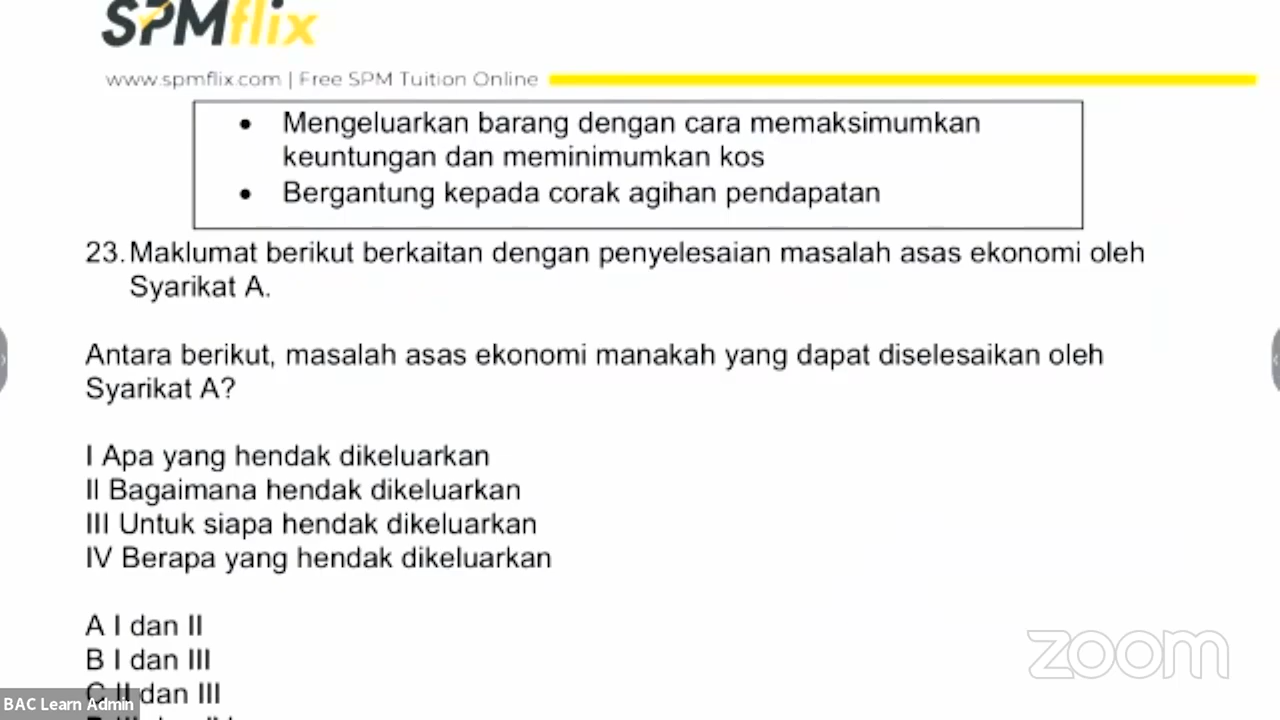 SPMflix
www.spmflix.com | Free SPM Tuition Online
• Mengeluarkan barang dengan cara memaksimumkan
keuntungan dan meminimumkan kos
• Bergantung kepada corak agihan pendapatan
23. Maklumat berikut berkaitan dengan penyelesaian masalah asas ekonomi oleh
Syarikat A.
Antara berikut, masalah asas ekonomi manakah yang dapat diselesaikan oleh
Syarikat A?
I Apa yang hendak dikeluarkan
II Bagaimana hendak dikeluarkan
III Untuk siapa hendak dikeluarkan
IV Berapa yang hendak dikeluarkan
A I dan II
B I dan III
C II dan III
zoom
BAC Learn Admin